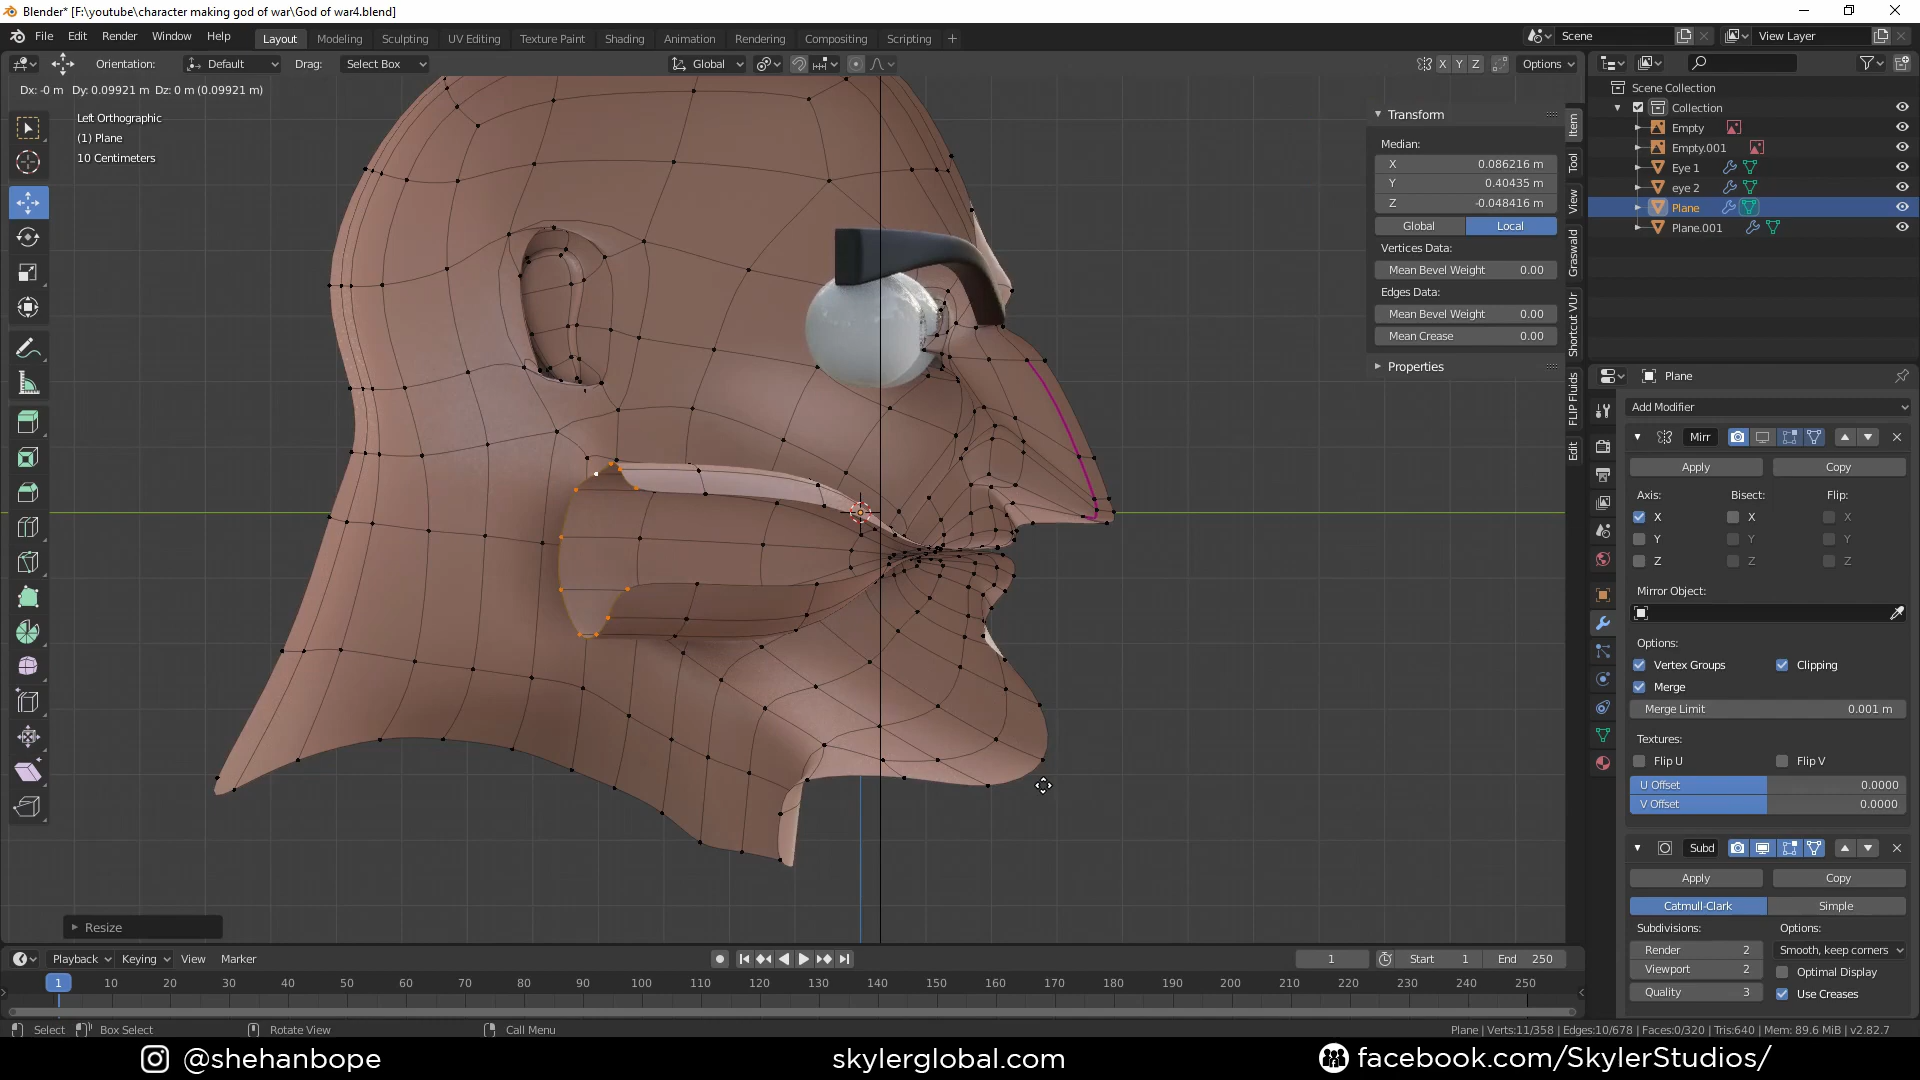 Blender* [F:\youtube\character making god of war\God of war4.blend]
File Edit Render Window Help Layout Modeling Sculpting UV Editing Texture Paint Shading Animation Rendering Compositing Scripting + Scene View Layer
Orientation: Default Drag: Select Box Global X Y Z Options
Dx: -0 m Dy: 0.09921 m Dz: 0 m (0.09921 m)
Left Orthographic
(1) Plane
10 Centimeters
Transform
Median:
X 0.086216 m
Y 0.40435 m
Z -0.048416 m
Global Local
Vertices Data:
Mean Bevel Weight 0.00
Edges Data:
Mean Bevel Weight 0.00
Mean Crease 0.00
Properties
Item
Tool
View
Graswald
Shortcut VUr
FLIP Fluids
Edit
Scene Collection
Collection
Empty
Empty.001
Eye 1
eye 2
Plane
Plane.001
Plane
Add Modifier
Mirr
Apply Copy
Axis: Bisect: Flip:
X X X
Y Y Y
Z Z Z
Mirror Object:
Options:
Vertex Groups Clipping
Merge
Merge Limit 0.001 m
Textures:
Flip U Flip V
U Offset 0.0000
V Offset 0.0000
Subd
Apply Copy
Catmull-Clark Simple
Subdivisions: Options:
Render 2 Smooth, keep corners
Viewport 2 Optimal Display
Quality 3 Use Creases
Resize
Playback Keying View Marker 1 Start 1 End 250
1 10 20 30 40 50 60 70 80 90 100 110 120 130 140 150 160 170 180 190 200 210 220 230 240 250
Select Box Select Rotate View Call Menu Plane | Verts:11/358 | Edges:10/678 | Faces:0/320 | Tris:640 | Mem: 89.6 MiB | v2.82.7
@shehanbope skylerglobal.com facebook.com/SkylerStudios/